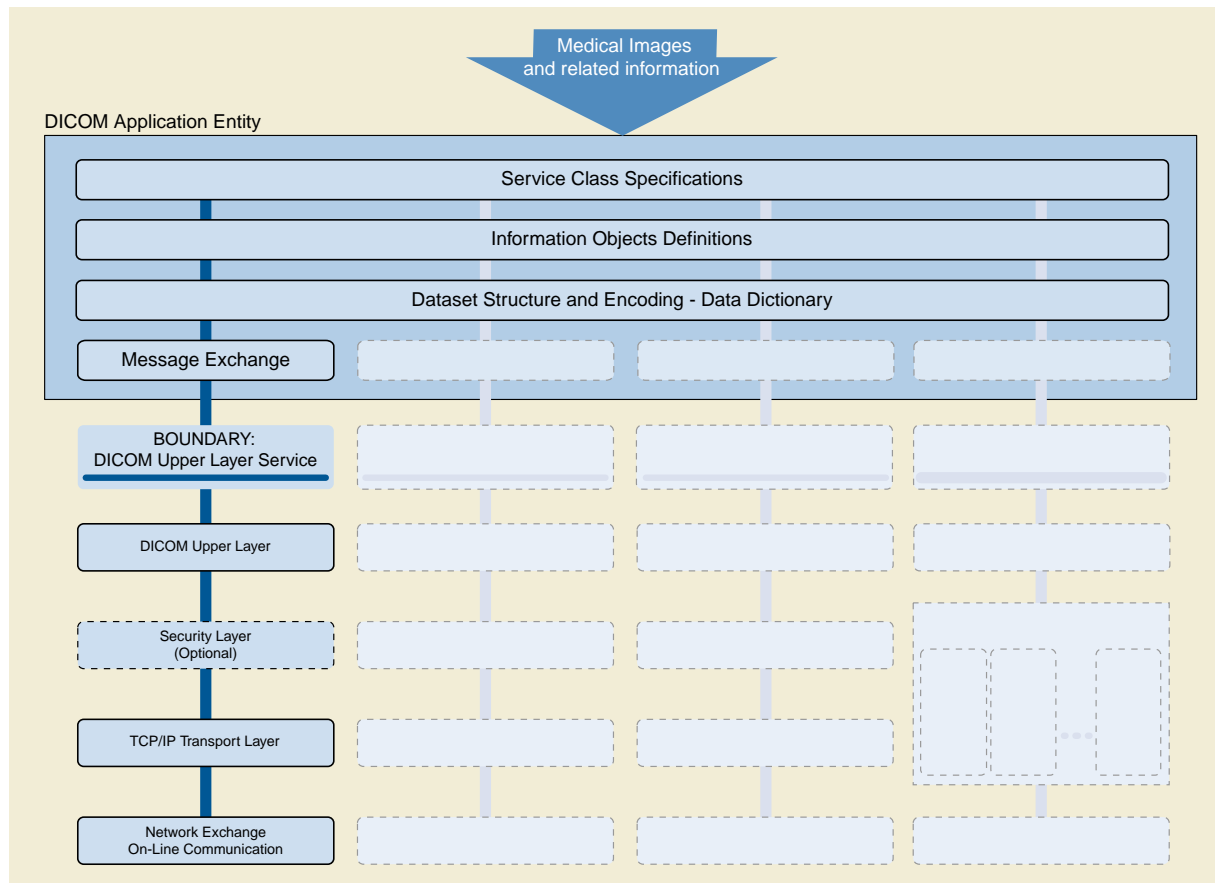 Medical Images
and related information
DICOM Application Entity
Service Class Specifications
Information Objects Definitions
Dataset Structure and Encoding - Data Dictionary
Message Exchange
BOUNDARY:
DICOM Upper Layer Service
DICOM Upper Layer
Security Layer
(Optional)
TCP/IP Transport Layer
Network Exchange
On-Line Communication